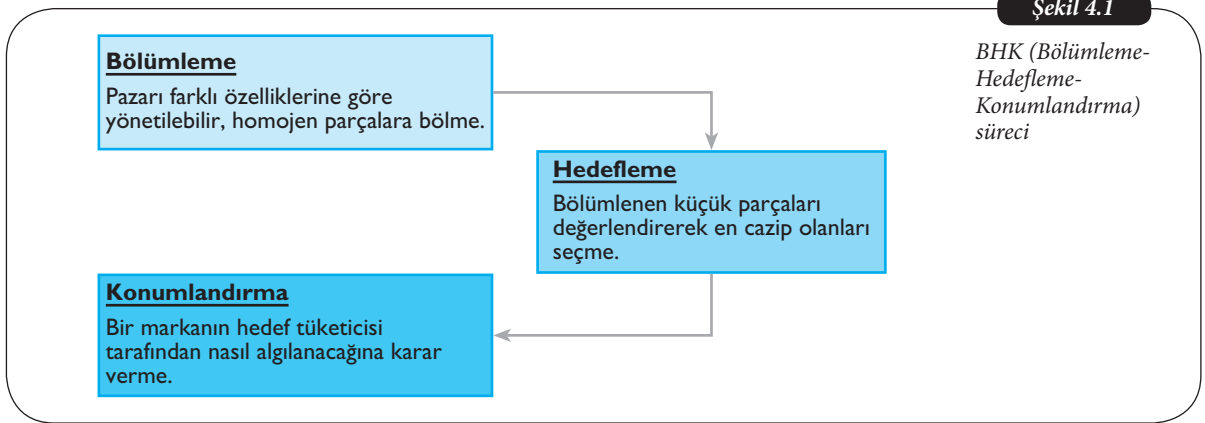 Şekil 4.1
BHK (Bölümleme-
Hedefleme-
Konumlandırma)
süreci
Bölümleme
Pazarı farklı özelliklerine göre
yönetilebilir, homojen parçalara bölme.
Hedefleme
Bölümlenen küçük parçaları
değerlendirerek en cazip olanları
seçme.
Konumlandırma
Bir markanın hedef tüketicisi
tarafından nasıl algılanacağına karar
verme.